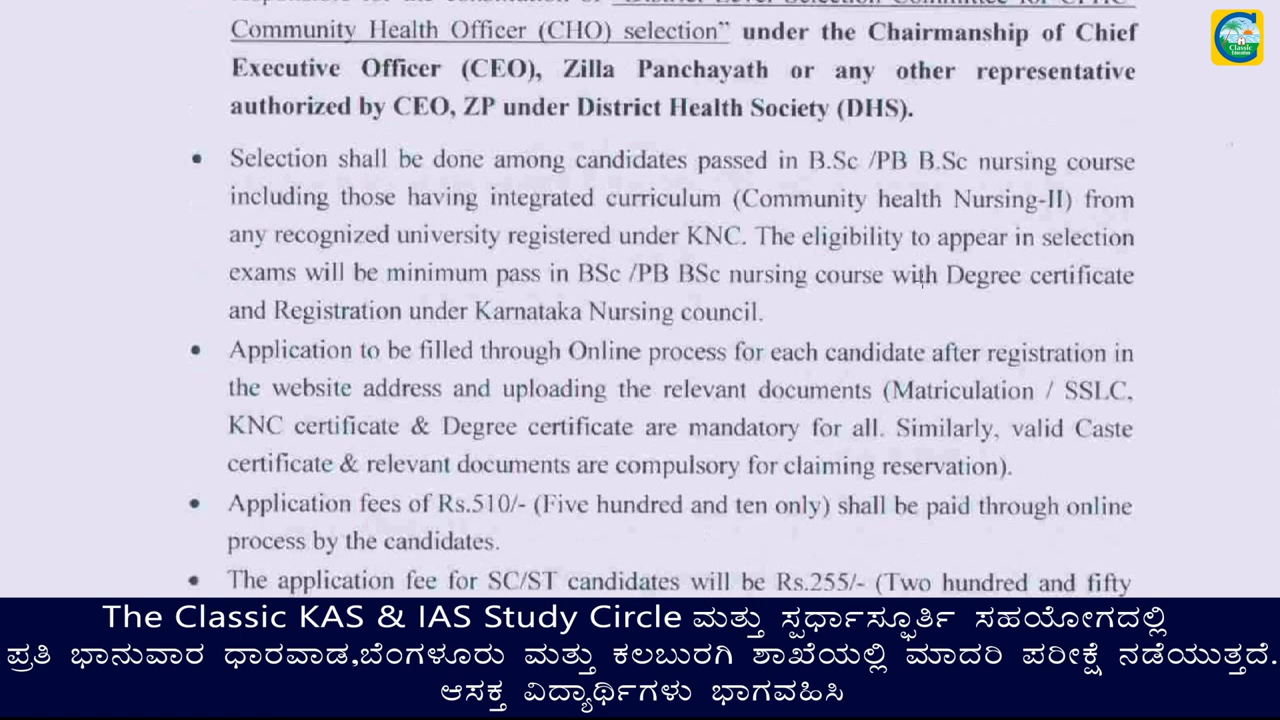 Community Health Officer (CHO) selection” under the Chairmanship of Chief
Executive Officer (CEO), Zilla Panchayath or any other representative
authorized by CEO, ZP under District Health Society (DHS).
• Selection shall be done among candidates passed in B.Sc /PB B.Sc nursing course
including those having integrated curriculum (Community health Nursing-II) from
any recognized university registered under KNC. The eligibility to appear in selection
exams will be minimum pass in BSc /PB BSc nursing course with Degree certificate
and Registration under Karnataka Nursing council.
• Application to be filled through Online process for each candidate after registration in
the website address and uploading the relevant documents (Matriculation / SSLC,
KNC certificate & Degree certificate are mandatory for all. Similarly, valid Caste
certificate & relevant documents are compulsory for claiming reservation).
• Application fees of Rs.510/- (Five hundred and ten only) shall be paid through online
process by the candidates.
• The application fee for SC/ST candidates will be Rs.255/- (Two hundred and fifty
Classic
Education
The Classic KAS & IAS Study Circle ಮತ್ತು ಸ್ಪರ್ಧಾಸ್ಫೂರ್ತಿ ಸಹಯೋಗದಲ್ಲಿ
ಪ್ರತಿ ಭಾನುವಾರ ಧಾರವಾಡ,ಬೆಂಗಳೂರು ಮತ್ತು ಕಲಬುರಗಿ ಶಾಖೆಯಲ್ಲಿ ಮಾದರಿ ಪರೀಕ್ಷೆ ನಡೆಯುತ್ತದೆ.
ಆಸಕ್ತ ವಿದ್ಯಾರ್ಥಿಗಳು ಭಾಗವಹಿಸಿ